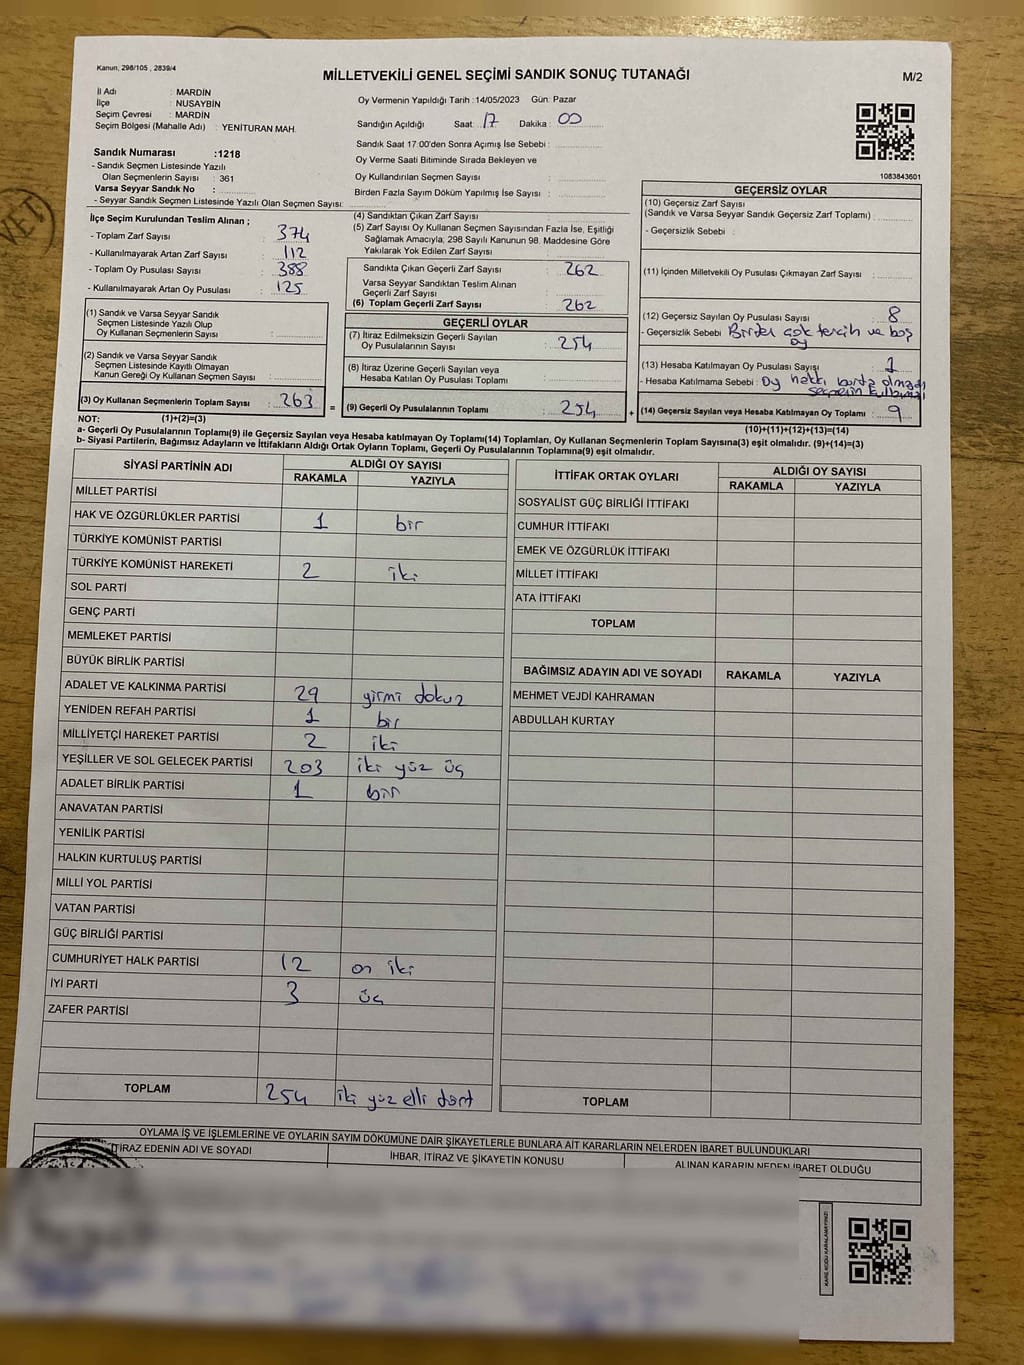 Kanun, 298/105 , 2839/4
MİLLETVEKİLİ GENEL SEÇİMİ SANDIK SONUÇ TUTANAĞI
M/2
İl Adı : MARDİN
İlçe : NUSAYBİN
Seçim Çevresi : MARDİN
Seçim Bölgesi (Mahalle Adı) : YENİTURAN MAH.
Oy Vermenin Yapıldığı Tarih : 14/05/2023 Gün: Pazar
Sandığın Açıldığı Saat: 17 Dakika : 00
Sandık Saat 17:00'den Sonra Açımış İse Sebebi :
Oy Verme Saati Bitiminde Sırada Bekleyen ve
Oy Kullandırılan Seçmen Sayısı :
Birden Fazla Sayım Döküm Yapılmış İse Sayısı :
1083843601
Sandık Numarası :1218
- Sandık Seçmen Listesinde Yazılı
Olan Seçmenlerin Sayısı : 361
Varsa Seyyar Sandık No :
- Seyyar Sandık Seçmen Listesinde Yazılı Olan Seçmen Sayısı:
İlçe Seçim Kurulundan Teslim Alınan ;
- Toplam Zarf Sayısı : 374
- Kullanılmayarak Artan Zarf Sayısı : 112
- Toplam Oy Pusulası Sayısı : 388
- Kullanılmayarak Artan Oy Pusulası : 125
(1) Sandık ve Varsa Seyyar Sandık
Seçmen Listesinde Yazılı Olup
Oy Kullanan Seçmenlerin Sayısı :
(2) Sandık ve Varsa Seyyar Sandık
Seçmen Listesinde Kayıtlı Olmayan
Kanun Gereği Oy Kullanan Seçmen Sayısı :
(3) Oy Kullanan Seçmenlerin Toplam Sayısı : 263 =
(4) Sandıktan Çıkan Zarf Sayısı :
(5) Zarf Sayısı Oy Kullanan Seçmen Sayısından Fazla İse, Eşitliği
Sağlamak Amacıyla; 298 Sayılı Kanunun 98. Maddesine Göre
Yakılarak Yok Edilen Zarf Sayısı :
Sandıkta Çıkan Geçerli Zarf Sayısı : 262
Varsa Seyyar Sandıktan Teslim Alınan
Geçerli Zarf Sayısı :
(6) Toplam Geçerli Zarf Sayısı : 262
GEÇERLİ OYLAR
(7) İtiraz Edilmeksizin Geçerli Sayılan
Oy Pusulalarının Sayısı : 254
(8) İtiraz Üzerine Geçerli Sayılan veya
Hesaba Katılan Oy Pusulası Toplamı :
(9) Geçerli Oy Pusulalarının Toplamı : 254 +
GEÇERSİZ OYLAR
(10) Geçersiz Zarf Sayısı
(Sandık ve Varsa Seyyar Sandık Geçersiz Zarf Toplamı) :
- Geçersizlik Sebebi :
(11) İçinden Milletvekili Oy Pusulası Çıkmayan Zarf Sayısı :
(12) Geçersiz Sayılan Oy Pusulası Sayısı : 8
- Geçersizlik Sebebi : Birden çok tercih ve boş
oy
(13) Hesaba Katılmayan Oy Pusulası Sayısı : 1
- Hesaba Katılmama Sebebi : Oy hakkı olmadı
(14) Geçersiz Sayılan veya Hesaba Katılmayan Oy Toplamı : 9
NOT: (1)+(2)=(3)
(10)+(11)+(12)+(13)=(14)
a- Geçerli Oy Pusulalarının Toplamı(9) ile Geçersiz Sayılan veya Hesaba katılmayan Oy Toplamı(14) Toplamları, Oy Kullanan Seçmenlerin Toplam Sayısına(3) eşit olmalıdır. (9)+(14)=(3)
b- Siyasi Partilerin, Bağımsız Adayların ve İttifakların Aldığı Ortak Oyların Toplamı, Geçerli Oy Pusulalarının Toplamına(9) eşit olmalıdır.
SİYASİ PARTİNİN ADI
ALDIĞI OY SAYISI
RAKAMLA YAZIYLA
MİLLET PARTİSİ
HAK VE ÖZGÜRLÜKLER PARTİSİ 1 bir
TÜRKİYE KOMÜNİST PARTİSİ
TÜRKİYE KOMÜNİST HAREKETİ 2 iki
SOL PARTİ
GENÇ PARTİ
MEMLEKET PARTİSİ
BÜYÜK BİRLİK PARTİSİ
ADALET VE KALKINMA PARTİSİ 29 yirmi dokuz
YENİDEN REFAH PARTİSİ 1 bir
MİLLİYETÇİ HAREKET PARTİSİ 2 iki
YEŞİLLER VE SOL GELECEK PARTİSİ 203 iki yüz üç
ADALET BİRLİK PARTİSİ 1 bir
ANAVATAN PARTİSİ
YENİLİK PARTİSİ
HALKIN KURTULUŞ PARTİSİ
MİLLİ YOL PARTİSİ
VATAN PARTİSİ
GÜÇ BİRLİĞİ PARTİSİ
CUMHURİYET HALK PARTİSİ 12 on iki
İYİ PARTİ 3 üç
ZAFER PARTİSİ
TOPLAM 254 iki yüz elli dört
İTTİFAK ORTAK OYLARI
ALDIĞI OY SAYISI
RAKAMLA YAZIYLA
SOSYALİST GÜÇ BİRLİĞİ İTTİFAKI
CUMHUR İTTİFAKI
EMEK VE ÖZGÜRLÜK İTTİFAKI
MİLLET İTTİFAKI
ATA İTTİFAKI
TOPLAM
BAĞIMSIZ ADAYIN ADI VE SOYADI RAKAMLA YAZIYLA
MEHMET VEJDİ KAHRAMAN
ABDULLAH KURTAY
TOPLAM
OYLAMA İŞ VE İŞLEMLERİNE VE OYLARIN SAYIM DÖKÜMÜNE DAİR ŞİKAYETLERLE BUNLARA AİT KARARLARIN NELERDEN İBARET BULUNDUKLARI
İTİRAZ EDENİN ADI VE SOYADI
İHBAR, İTİRAZ VE ŞİKAYETİN KONUSU
ALINAN KARARIN NEDEN İBARET OLDUĞU
KARE KODU KARALAMAYINIZ!